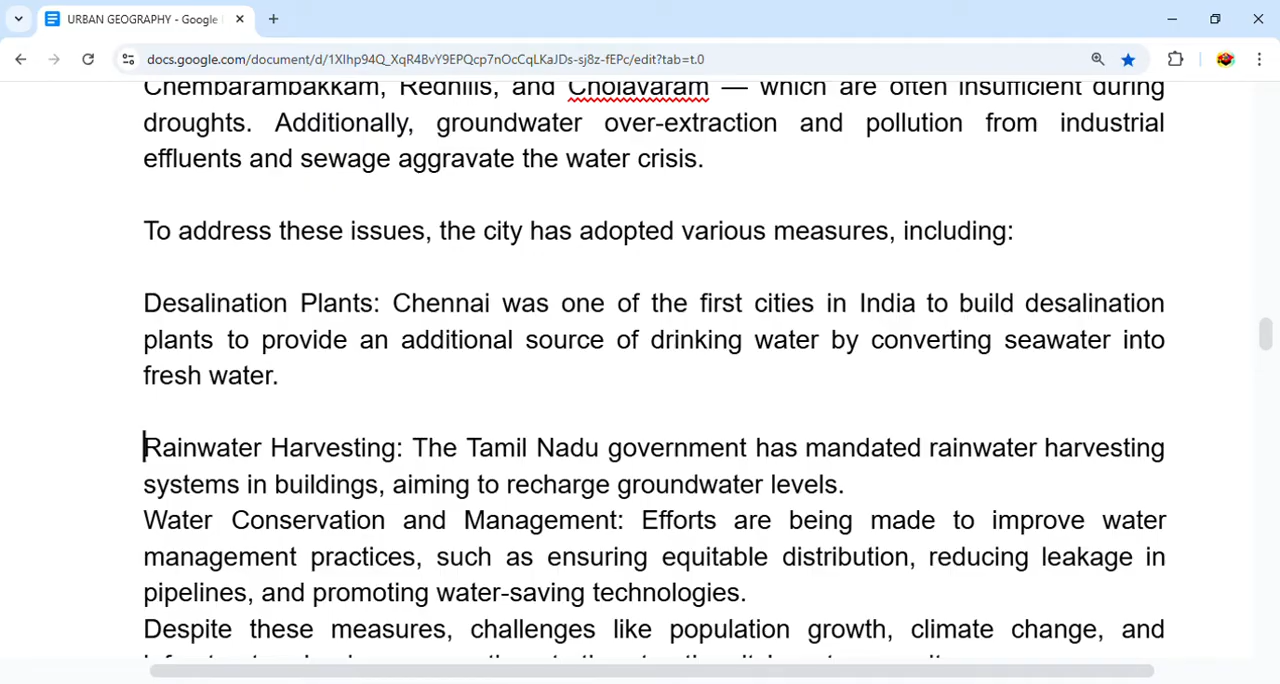 URBAN GEOGRAPHY - Google
docs.google.com/document/d/1XIhp94Q_XqR4BvY9EPQcp7nOcCqLKaJDs-sj8z-fEPc/edit?tab=t.0
Chembarambakkam, Redhills, and Cholavaram — which are often insufficient during
droughts. Additionally, groundwater over-extraction and pollution from industrial
effluents and sewage aggravate the water crisis.
To address these issues, the city has adopted various measures, including:
Desalination Plants: Chennai was one of the first cities in India to build desalination
plants to provide an additional source of drinking water by converting seawater into
fresh water.
Rainwater Harvesting: The Tamil Nadu government has mandated rainwater harvesting
systems in buildings, aiming to recharge groundwater levels.
Water Conservation and Management: Efforts are being made to improve water
management practices, such as ensuring equitable distribution, reducing leakage in
pipelines, and promoting water-saving technologies.
Despite these measures, challenges like population growth, climate change, and